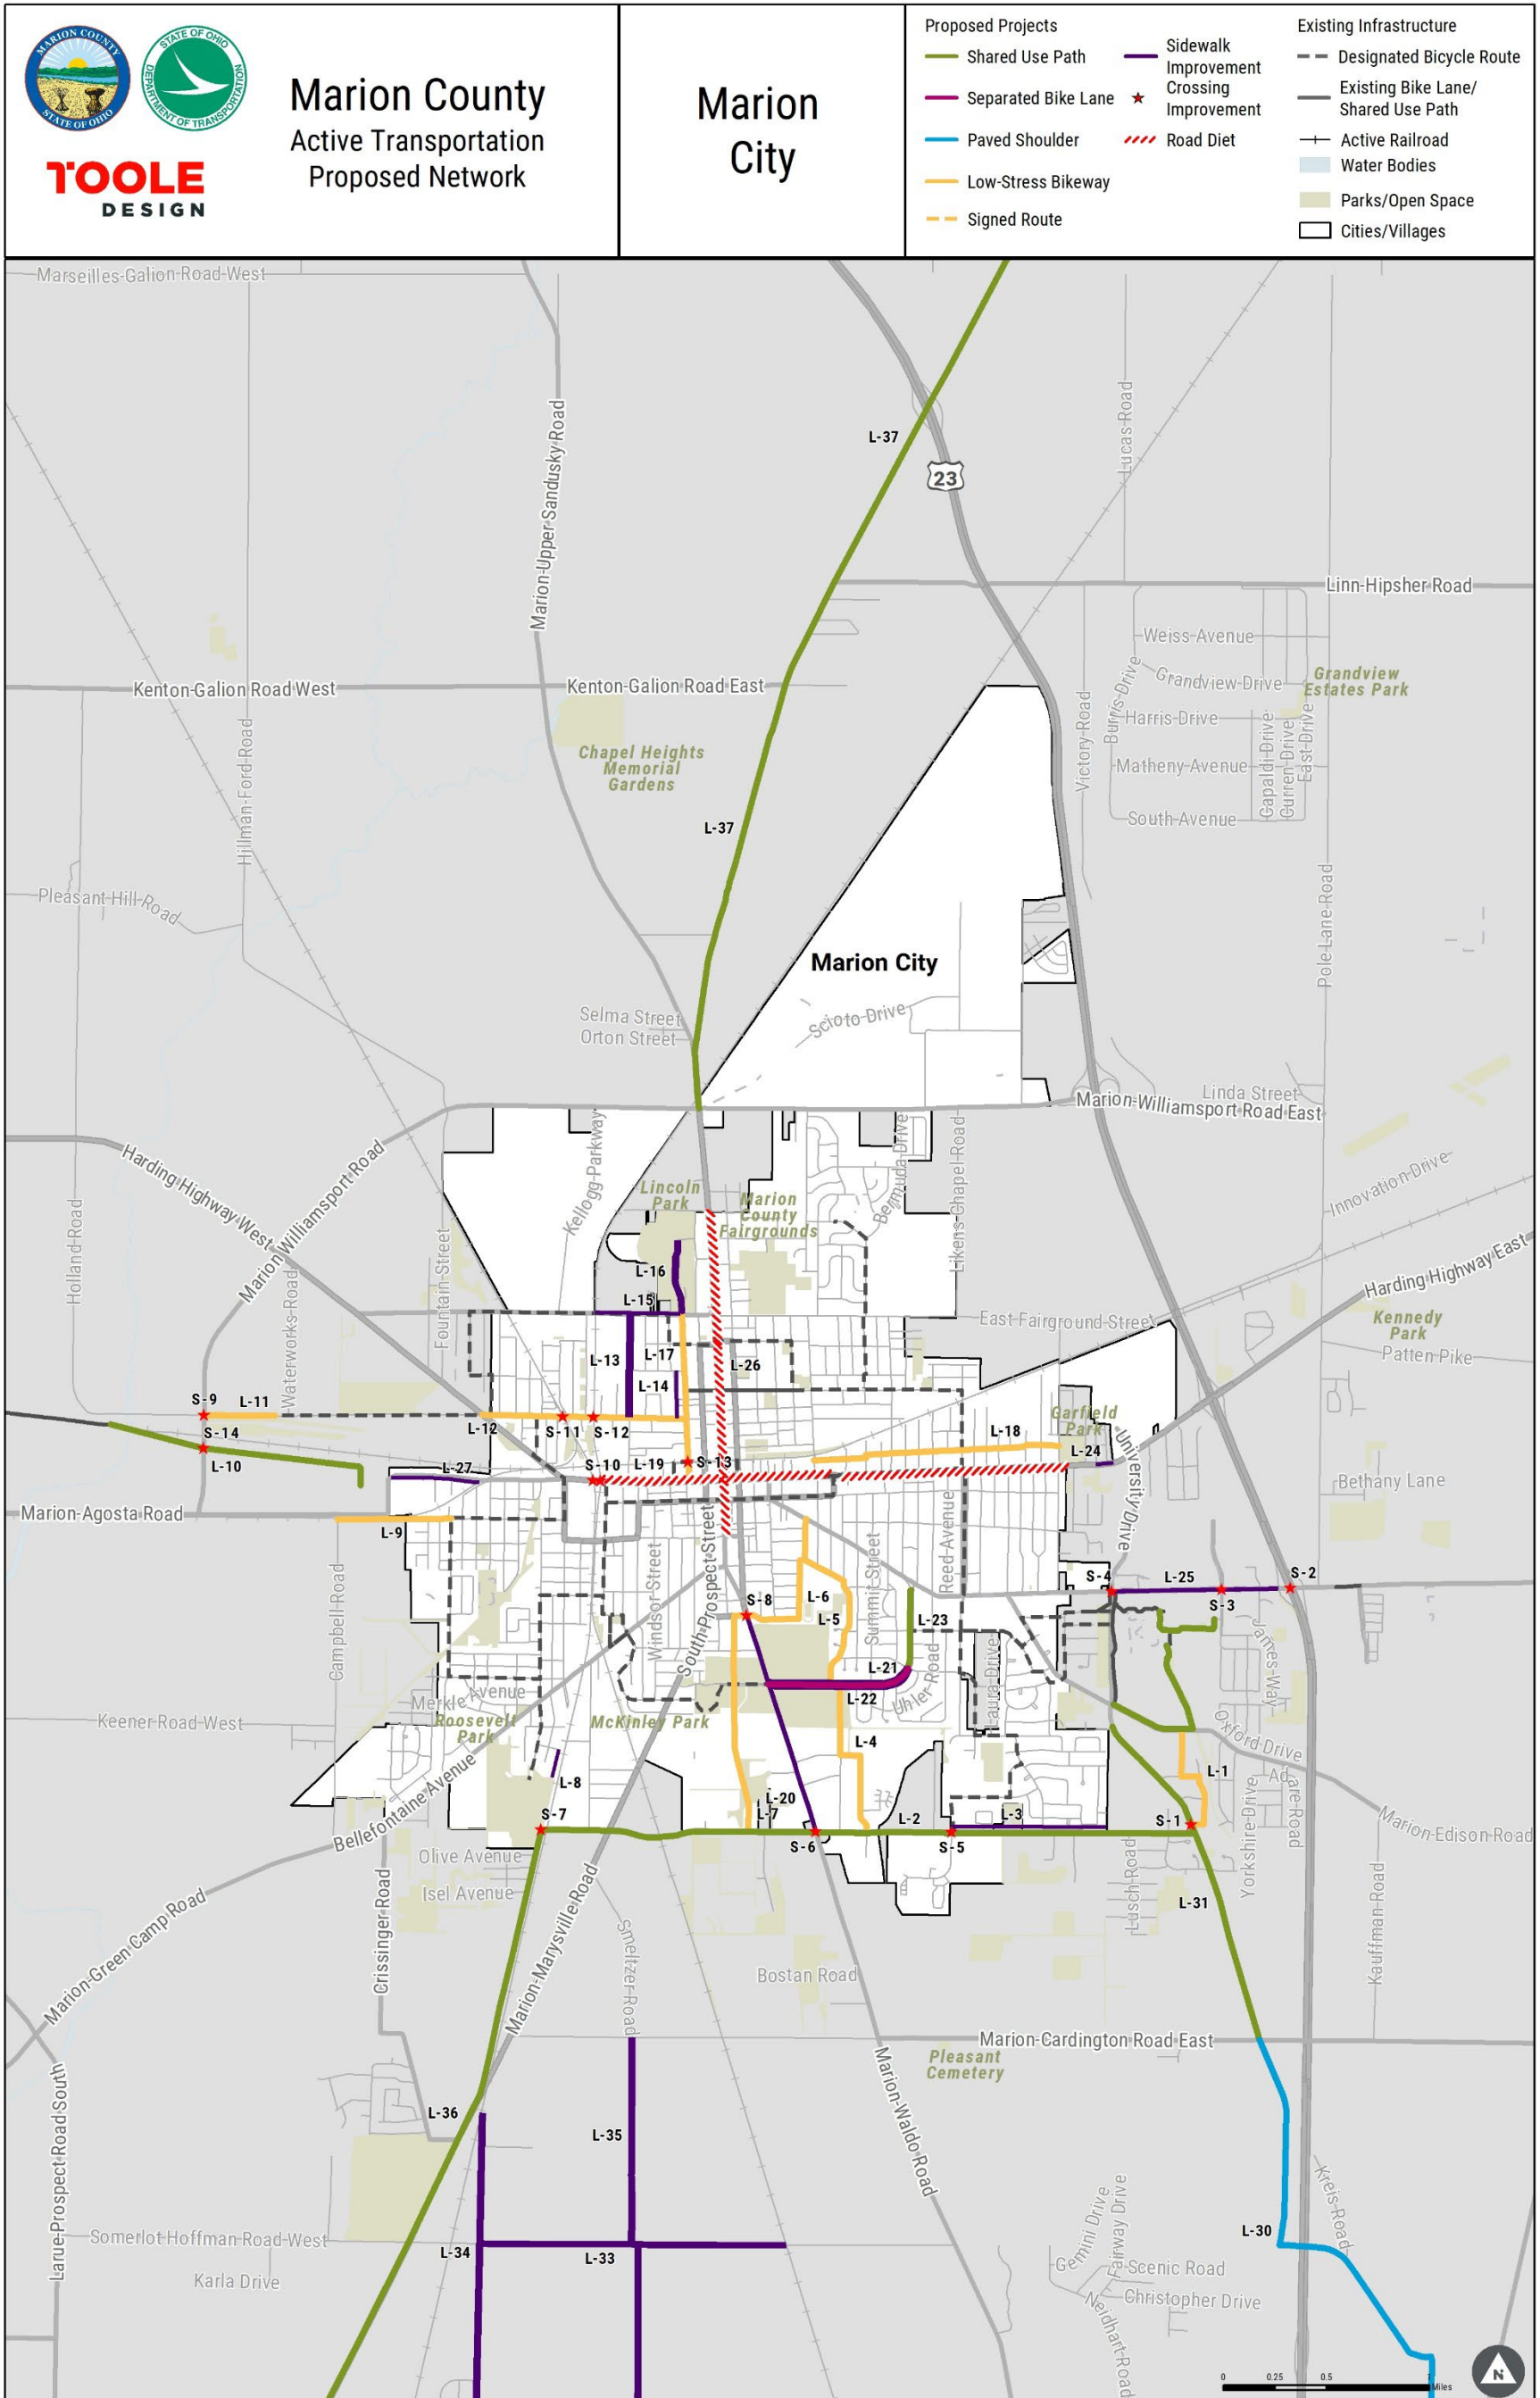 MARION COUNTY
STATE OF OHIO
STATE OF OHIO
DEPARTMENT OF TRANSPORTATION
TOOLE
DESIGN
Marion County
Active Transportation
Proposed Network
Marion
City
Proposed Projects
Shared Use Path
Separated Bike Lane
Paved Shoulder
Low-Stress Bikeway
Signed Route
Sidewalk
Improvement
Crossing
Improvement
Road Diet
Existing Infrastructure
Designated Bicycle Route
Existing Bike Lane/
Shared Use Path
Active Railroad
Water Bodies
Parks/Open Space
Cities/Villages
Marseilles-Galion Road West
Marion-Upper Sandusky Road
Lucas Road
L-37
23
Linn-Hipsher Road
Weiss Avenue
Grandview Drive
Grandview
Estates Park
Burris Drive
Harris Drive
Victory Road
Capaldi Drive
Curren Drive
East Drive
Matheny Avenue
South Avenue
Kenton-Galion Road West
Kenton-Galion Road East
Hillman-Ford Road
Chapel Heights
Memorial
Gardens
L-37
Pleasant Hill Road
Pole-Lane-Road
Marion City
Scioto Drive
Selma Street
Orton Street
Linda Street
Marion-Williamsport Road East
Harding Highway West
Marion Williamsport Road
Kellogg Parkway
Bermuda Drive
Likens-Chapel-Road
Innovation Drive
Lincoln
Park
Marion
County
Fairgrounds
Holland Road
Waterworks Road
Fountain Street
Harding Highway East
L-16
L-15
East Fairground Street
Kennedy
Park
Patten Pike
L-13
L-17
L-26
L-14
S-9
L-11
S-14
L-10
L-12
S-11
S-12
L-18
Garfield
Park
L-24
L-27
S-10
L-19
S-13
University Drive
Bethany Lane
Marion-Agosta Road
L-9
Campbell Road
Windsor Street
South Prospect Street
Summit Street
Reed Avenue
S-4
L-25
S-2
S-3
S-8
L-6
L-5
L-23
L-21
L-22
Uhler Road
Laura Drive
James Way
Merkle Avenue
Roosevelt
Park
McKinley Park
Keener Road West
Oxford Drive
L-4
L-1
Yorkshire Drive
Marion-Edison Road
L-8
L-20
L-7
Bellefontaine Avenue
S-7
L-2
L-3
S-1
S-6
S-5
Olive Avenue
Isel Avenue
Lusch Road
L-31
Kauffman Road
Crissinger Road
Marion-Green Camp Road
Marion-Marysville Road
Smeltzer Road
Bostan Road
Marion-Cardington Road East
Pleasant
Cemetery
Marion-Waldo Road
Larue-Prospect Road South
L-36
L-35
Kreis Road
Gemini Drive
Fairway Drive
L-30
Somerlot Hoffman Road West
L-34
L-33
Karla Drive
Scenic Road
Christopher Drive
Neidhart Road
0
0.25
0.5
1
Miles
N